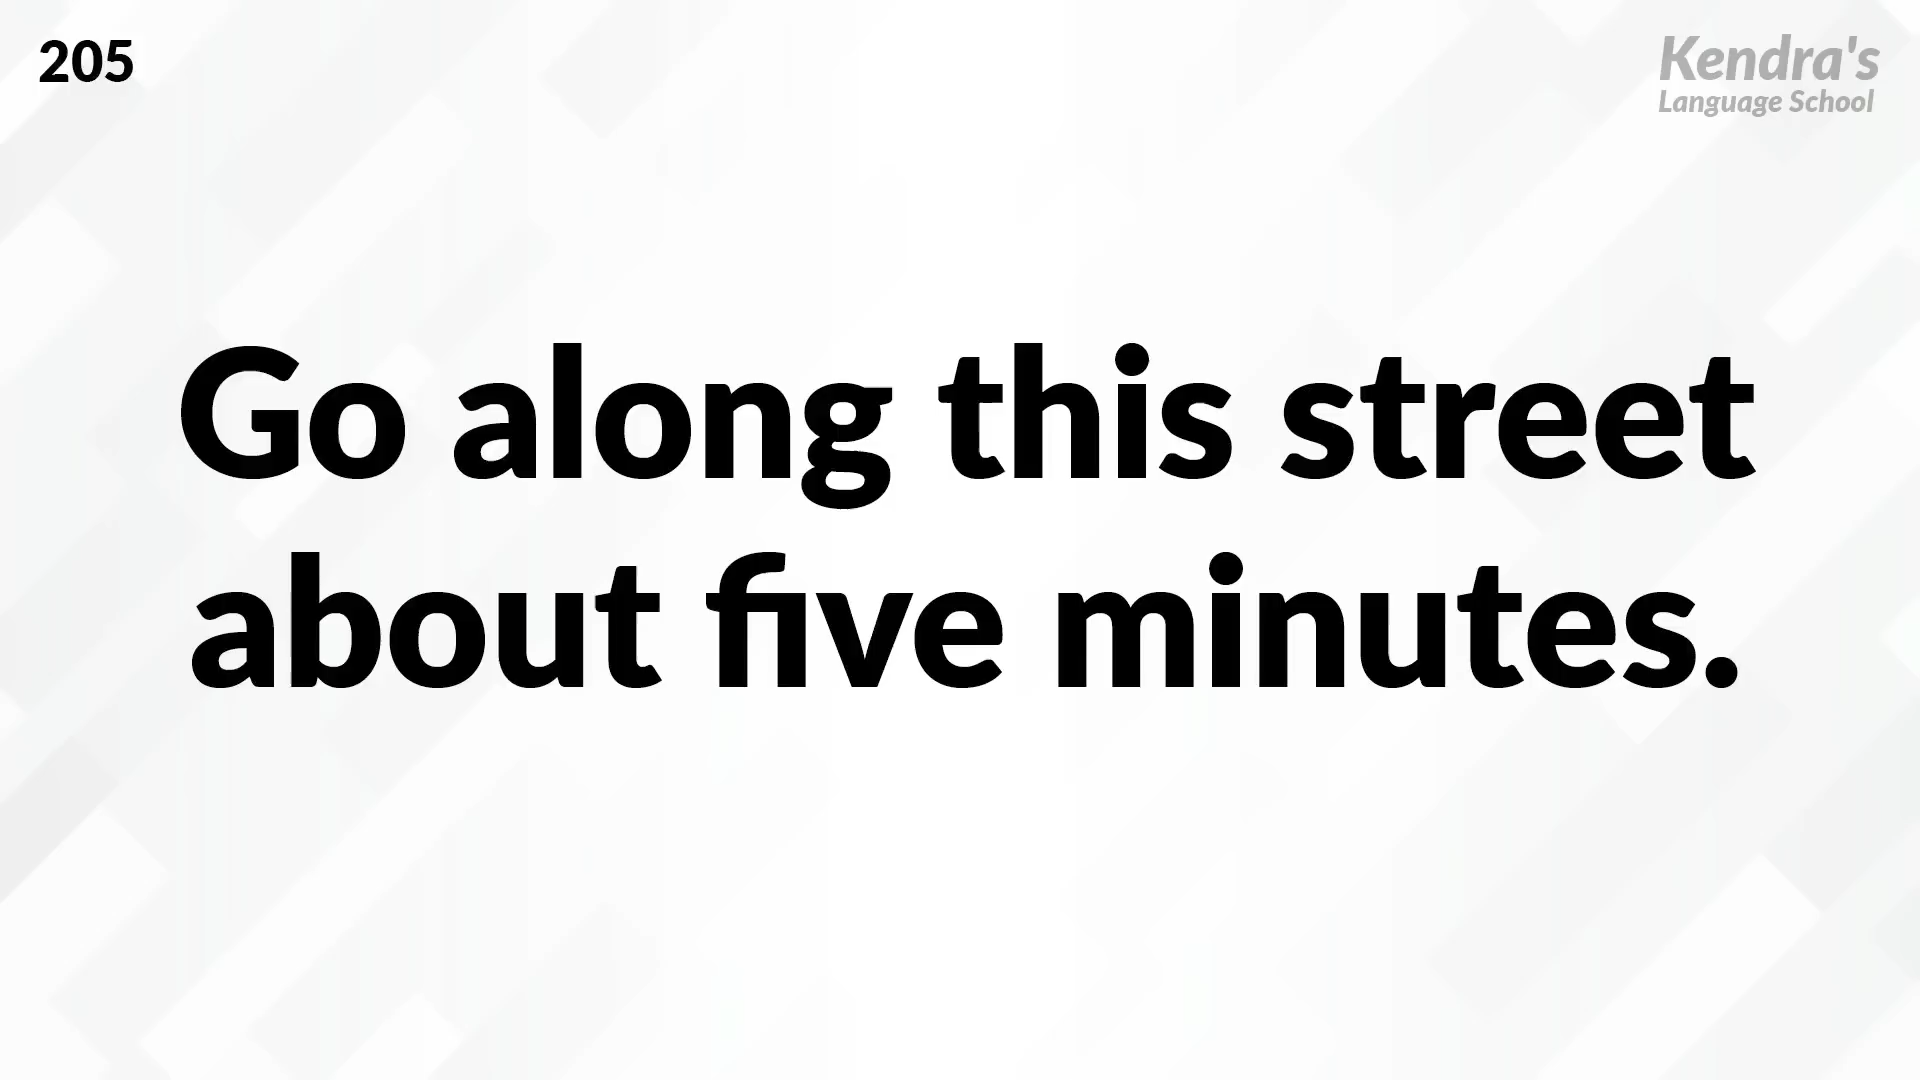 205
Kendra's
Language School
Go along this street
about five minutes.